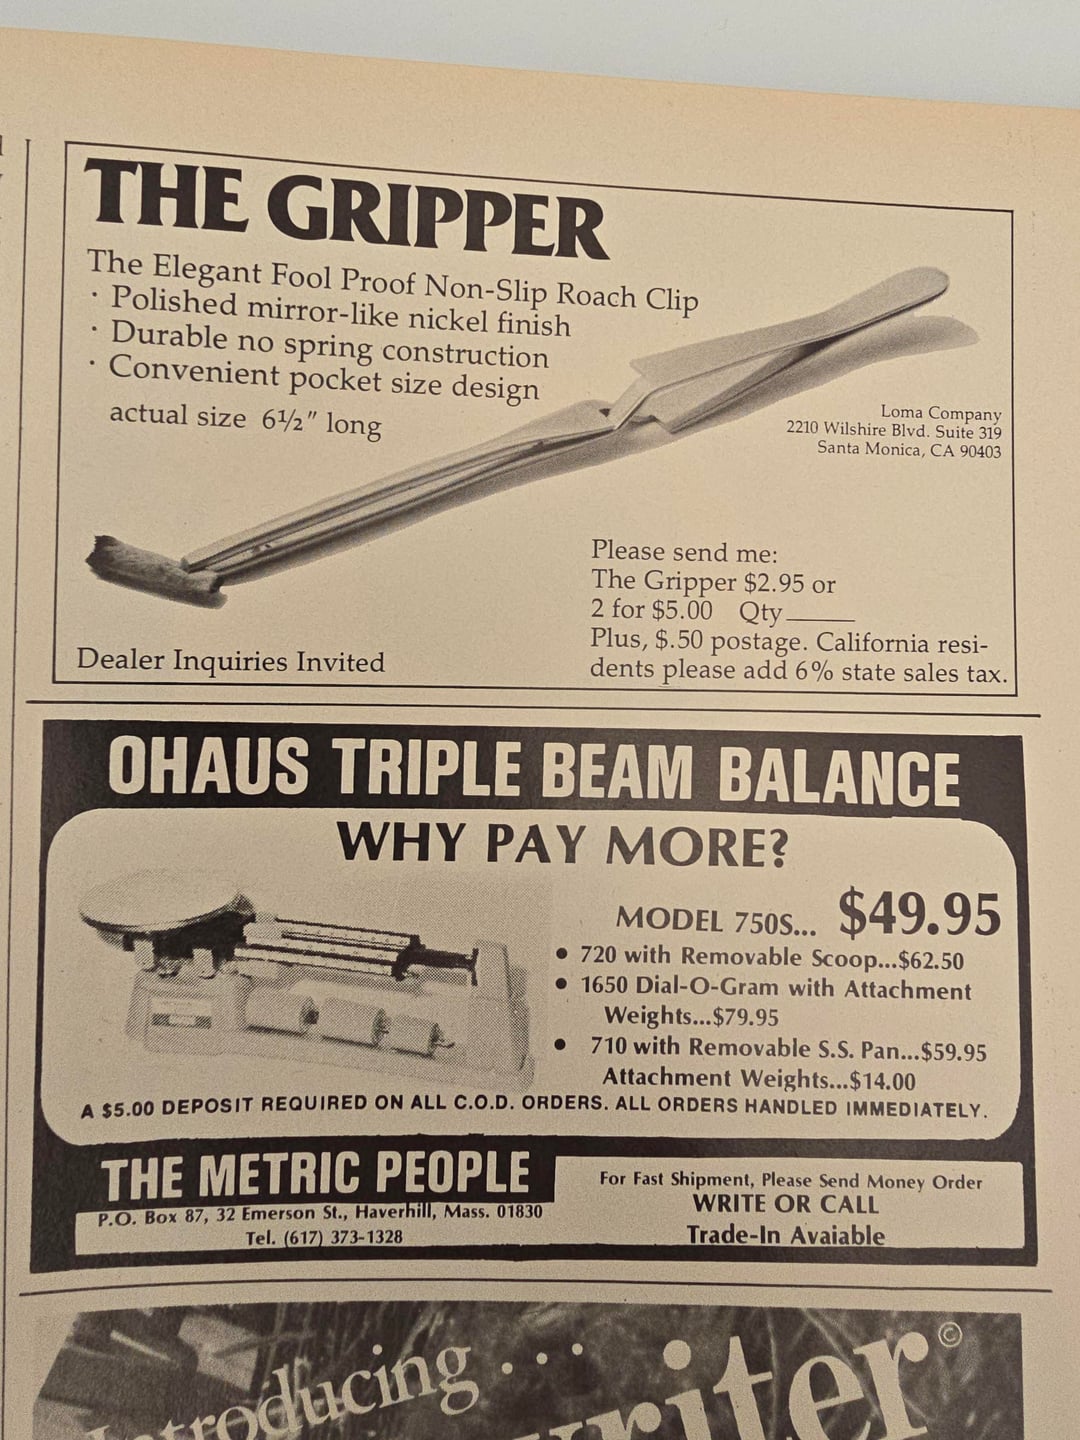 THE GRIPPER
The Elegant Fool Proof Non-Slip Roach Clip
· Polished mirror-like nickel finish
· Durable no spring construction
· Convenient pocket size design
actual size 6½" long
Loma Company
2210 Wilshire Blvd. Suite 319
Santa Monica, CA 90403
Please send me:
The Gripper $2.95 or
2 for $5.00 Qty
Plus, $.50 postage. California resi-
dents please add 6% state sales tax.
Dealer Inquiries Invited
OHAUS TRIPLE BEAM BALANCE
WHY PAY MORE?
MODEL 750S... $49.95
• 720 with Removable Scoop...$62.50
• 1650 Dial-O-Gram with Attachment
Weights...$79.95
• 710 with Removable S.S. Pan...$59.95
Attachment Weights...$14.00
A $5.00 DEPOSIT REQUIRED ON ALL C.O.D. ORDERS. ALL ORDERS HANDLED IMMEDIATELY.
THE METRIC PEOPLE
P.O. Box 87, 32 Emerson St., Haverhill, Mass. 01830
Tel. (617) 373-1328
For Fast Shipment, Please Send Money Order
WRITE OR CALL
Trade-In Avaiable
Introducing . . .